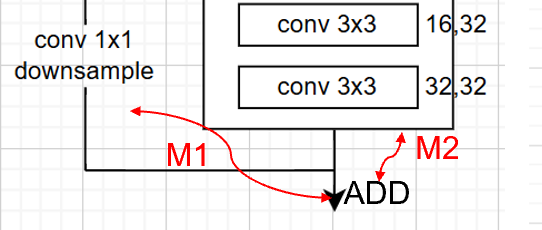 conv 3x3 16,32
conv 1x1
downsample
conv 3x3 32,32
M1
M2
ADD